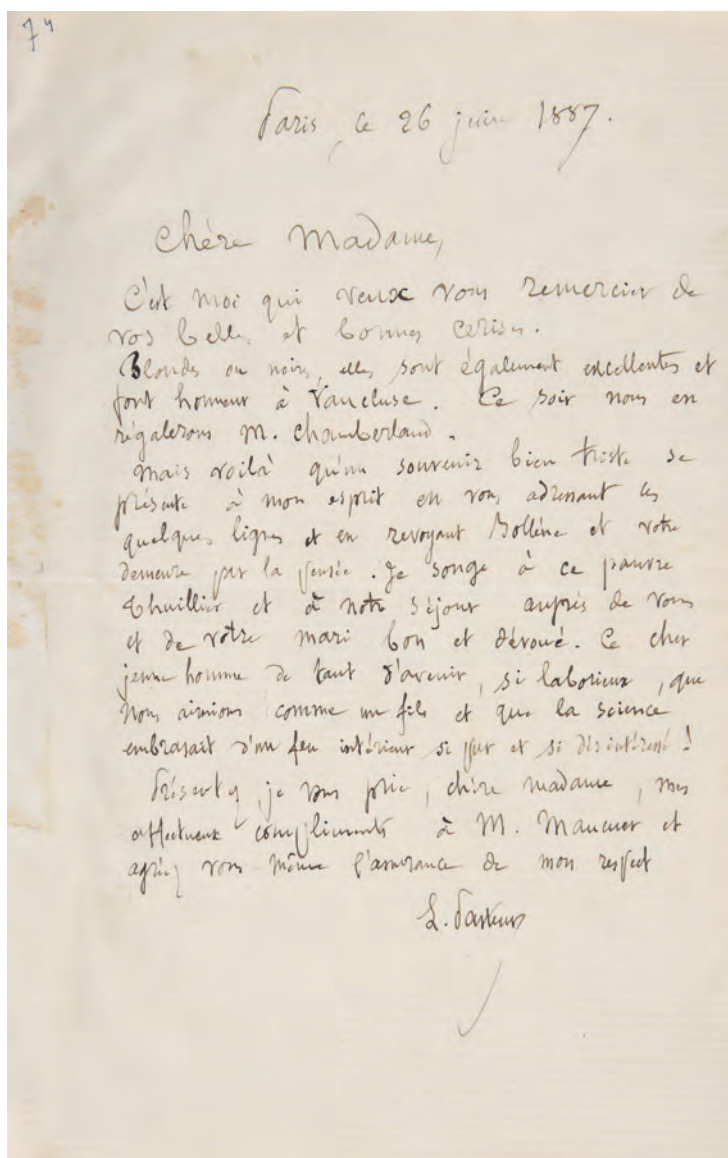 74
Paris, ce 26 juin 1887.
Chère Madame,
C'est moi qui veux vous remercier de
vos belles et bonnes cerises.
Blondes ou noires, elles sont également excellentes et
font honneur à Vaucluse. Ce soir nous en
régalerons M. Chamberland.
Mais voilà qu'un souvenir bien triste se
présente à mon esprit en vous adressant ces
quelques lignes et en revoyant Bollène et votre
demeure par la pensée. Je songe à ce pauvre
Thuillier et à notre séjour auprès de vous
et de votre mari bon et dévoué. Ce cher
jeune homme de tant d'avenir, si laborieux, que
nous aimions comme un fils et que la science
embrasait d'un feu intérieur si pur et si désintéressé !
Présentez, je vous prie, chère madame, mes
affectueux compliments à M. Maucuer et
agréez vous même l'assurance de mon respect
L. Pasteur